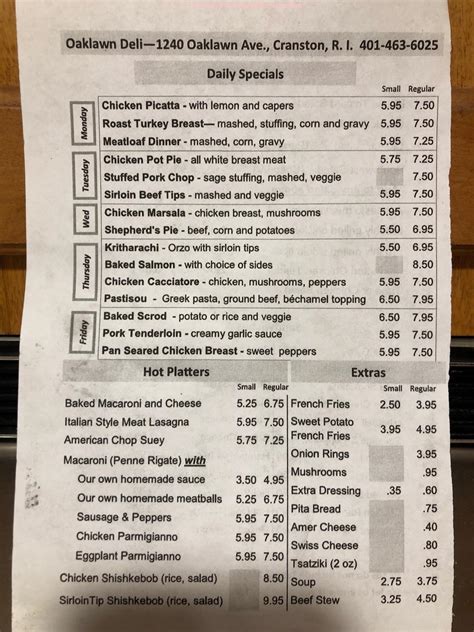 Oaklawn Deli—1240 Oaklawn Ave., Cranston, R. I. 401-463-6025
Daily Specials
Small Regular
Monday
Chicken Picatta - with lemon and capers 5.95 7.50
Roast Turkey Breast— mashed, stuffing, corn and gravy 5.95 7.50
Meatloaf Dinner - mashed, corn, gravy 5.95 7.25
Tuesday
Chicken Pot Pie - all white breast meat 5.75 7.25
Stuffed Pork Chop - sage stuffing, mashed, veggie 7.50
Sirloin Beef Tips - mashed and veggie 5.95 7.50
Wed
Chicken Marsala - chicken breast, mushrooms 5.95 7.50
Shepherd's Pie - beef, corn and potatoes 5.50 6.95
Thursday
Kritharachi - Orzo with sirloin tips 5.50 6.95
Baked Salmon - with choice of sides 8.50
Chicken Cacciatore - chicken, mushrooms, peppers 5.95 7.50
Pastisou - Greek pasta, ground beef, béchamel topping 6.50 7.95
Friday
Baked Scrod - potato or rice and veggie 6.50 7.95
Pork Tenderloin - creamy garlic sauce 5.95 7.50
Pan Seared Chicken Breast - sweet peppers 5.95 7.50
Hot Platters
Small Regular
Baked Macaroni and Cheese 5.25 6.75
Italian Style Meat Lasagna 5.95 7.50
American Chop Suey 5.75 7.25
Macaroni (Penne Rigate) with
Our own homemade sauce 3.50 4.95
Our own homemade meatballs 5.25 6.75
Sausage & Peppers 5.95 7.50
Chicken Parmigianno 5.95 7.50
Eggplant Parmigianno 5.95 7.50
Chicken Shishkebob (rice, salad) 8.50
SirloinTip Shishkebob (rice, salad) 9.95
Extras
Small Regular
French Fries 2.50 3.95
Sweet Potato
French Fries 3.95 4.95
Onion Rings 3.95
Mushrooms .95
Extra Dressing .35 .60
Pita Bread .75
Amer Cheese .40
Swiss Cheese .80
Tsatziki (2 oz) .95
Soup 2.75 3.75
Beef Stew 3.25 4.50